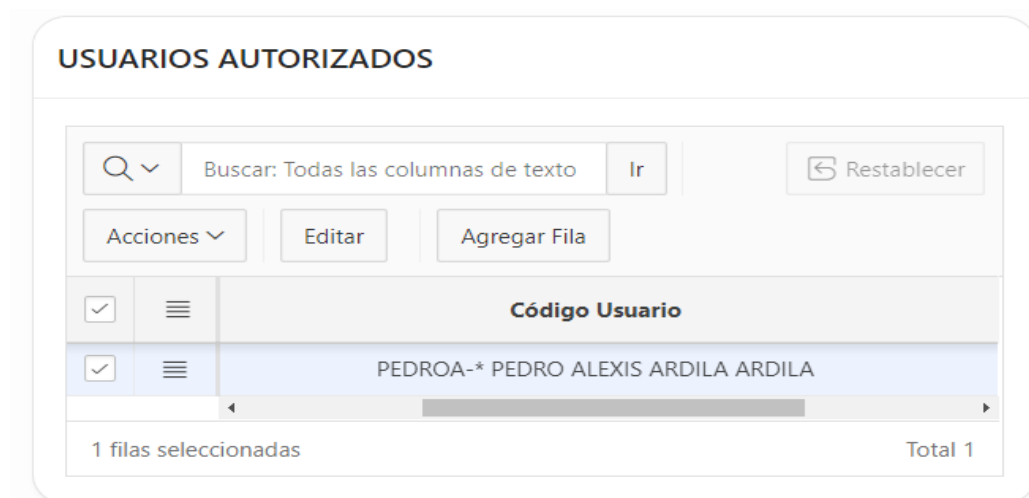 USUARIOS AUTORIZADOS
Buscar: Todas las columnas de texto Ir Restablecer
Acciones Editar Agregar Fila
Código Usuario
PEDROA-* PEDRO ALEXIS ARDILA ARDILA
1 filas seleccionadas Total 1